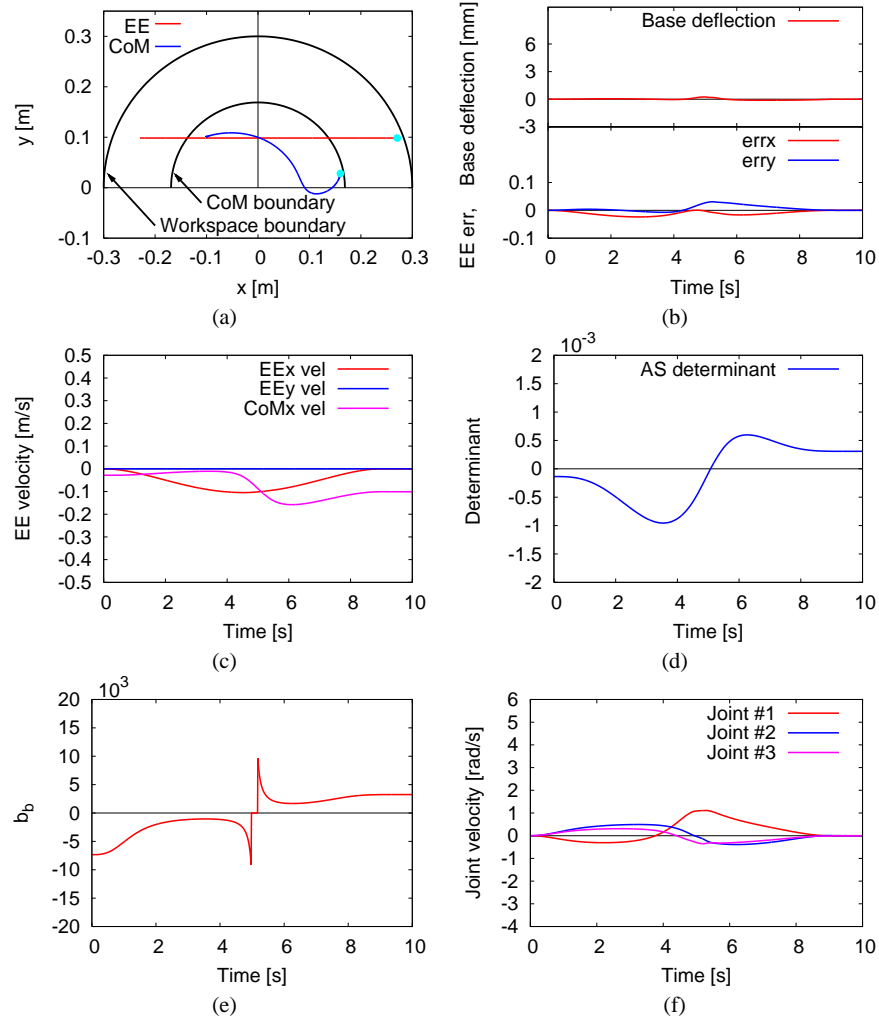 EE
CoM
0.3
0.2
0.1
0
-0.1
y [m]
CoM boundary
Workspace boundary
-0.3 -0.2 -0.1 0 0.1 0.2 0.3
x [m]
(a)
Base deflection
9
6
3
0
-3
errx
erry
0.1
0
-0.1
EE err, Base deflection [mm]
0 2 4 6 8 10
Time [s]
(b)
EEx vel
EEy vel
CoMx vel
0.5
0.4
0.3
0.2
0.1
0
-0.1
-0.2
-0.3
-0.4
-0.5
EE velocity [m/s]
0 2 4 6 8 10
Time [s]
(c)
10-3
AS determinant
2
1.5
1
0.5
0
-0.5
-1
-1.5
-2
Determinant
0 2 4 6 8 10
Time [s]
(d)
10³
20
15
10
5
0
-5
-10
-15
-20
b_b
0 2 4 6 8 10
Time [s]
(e)
Joint #1
Joint #2
Joint #3
6
5
4
3
2
1
0
-1
-2
-3
-4
Joint velocity [rad/s]
0 2 4 6 8 10
Time [s]
(f)